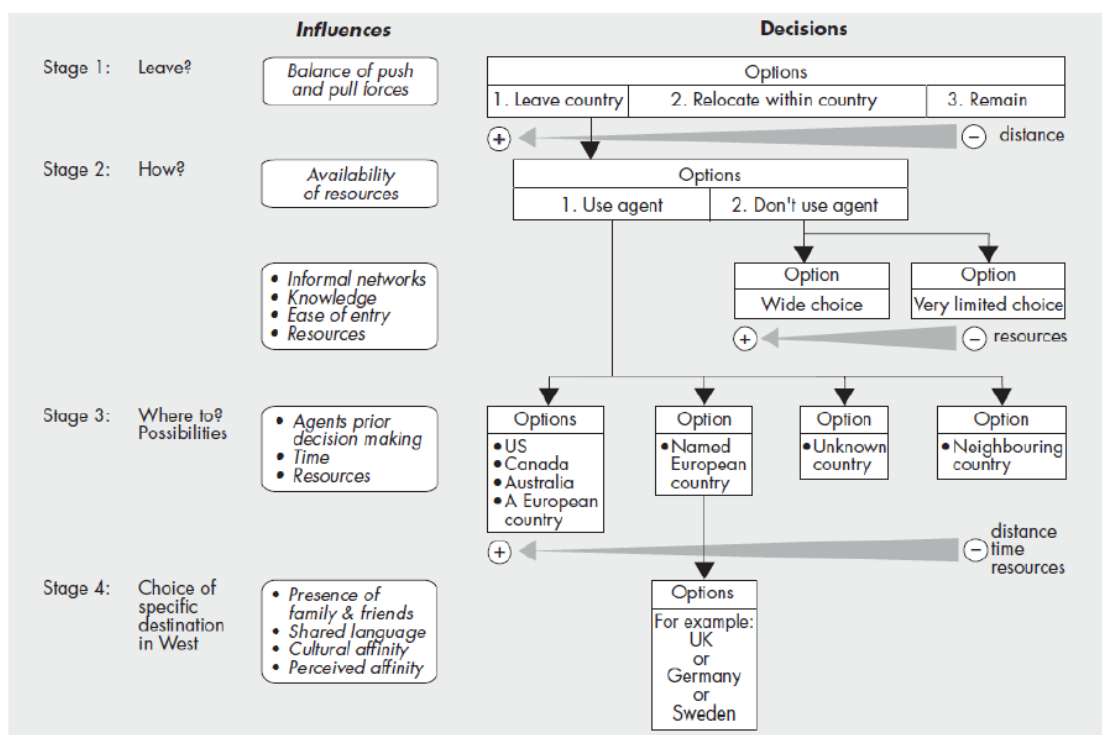 Influences
Decisions
Stage 1: Leave?
Balance of push
and pull forces
Options
1. Leave country
2. Relocate within country
3. Remain
+
− distance
Stage 2: How?
Availability
of resources
Options
1. Use agent
2. Don't use agent
• Informal networks
• Knowledge
• Ease of entry
• Resources
Option
Wide choice
Option
Very limited choice
+
− resources
Stage 3: Where to?
Possibilities
• Agents prior
decision making
• Time
• Resources
Options
• US
• Canada
• Australia
• A European
country
Option
• Named
European
country
Option
• Unknown
country
Option
• Neighbouring
country
+
− distance
time
resources
Stage 4: Choice of
specific
destination
in West
• Presence of
family & friends
• Shared language
• Cultural affinity
• Perceived affinity
Options
For example:
UK
or
Germany
or
Sweden